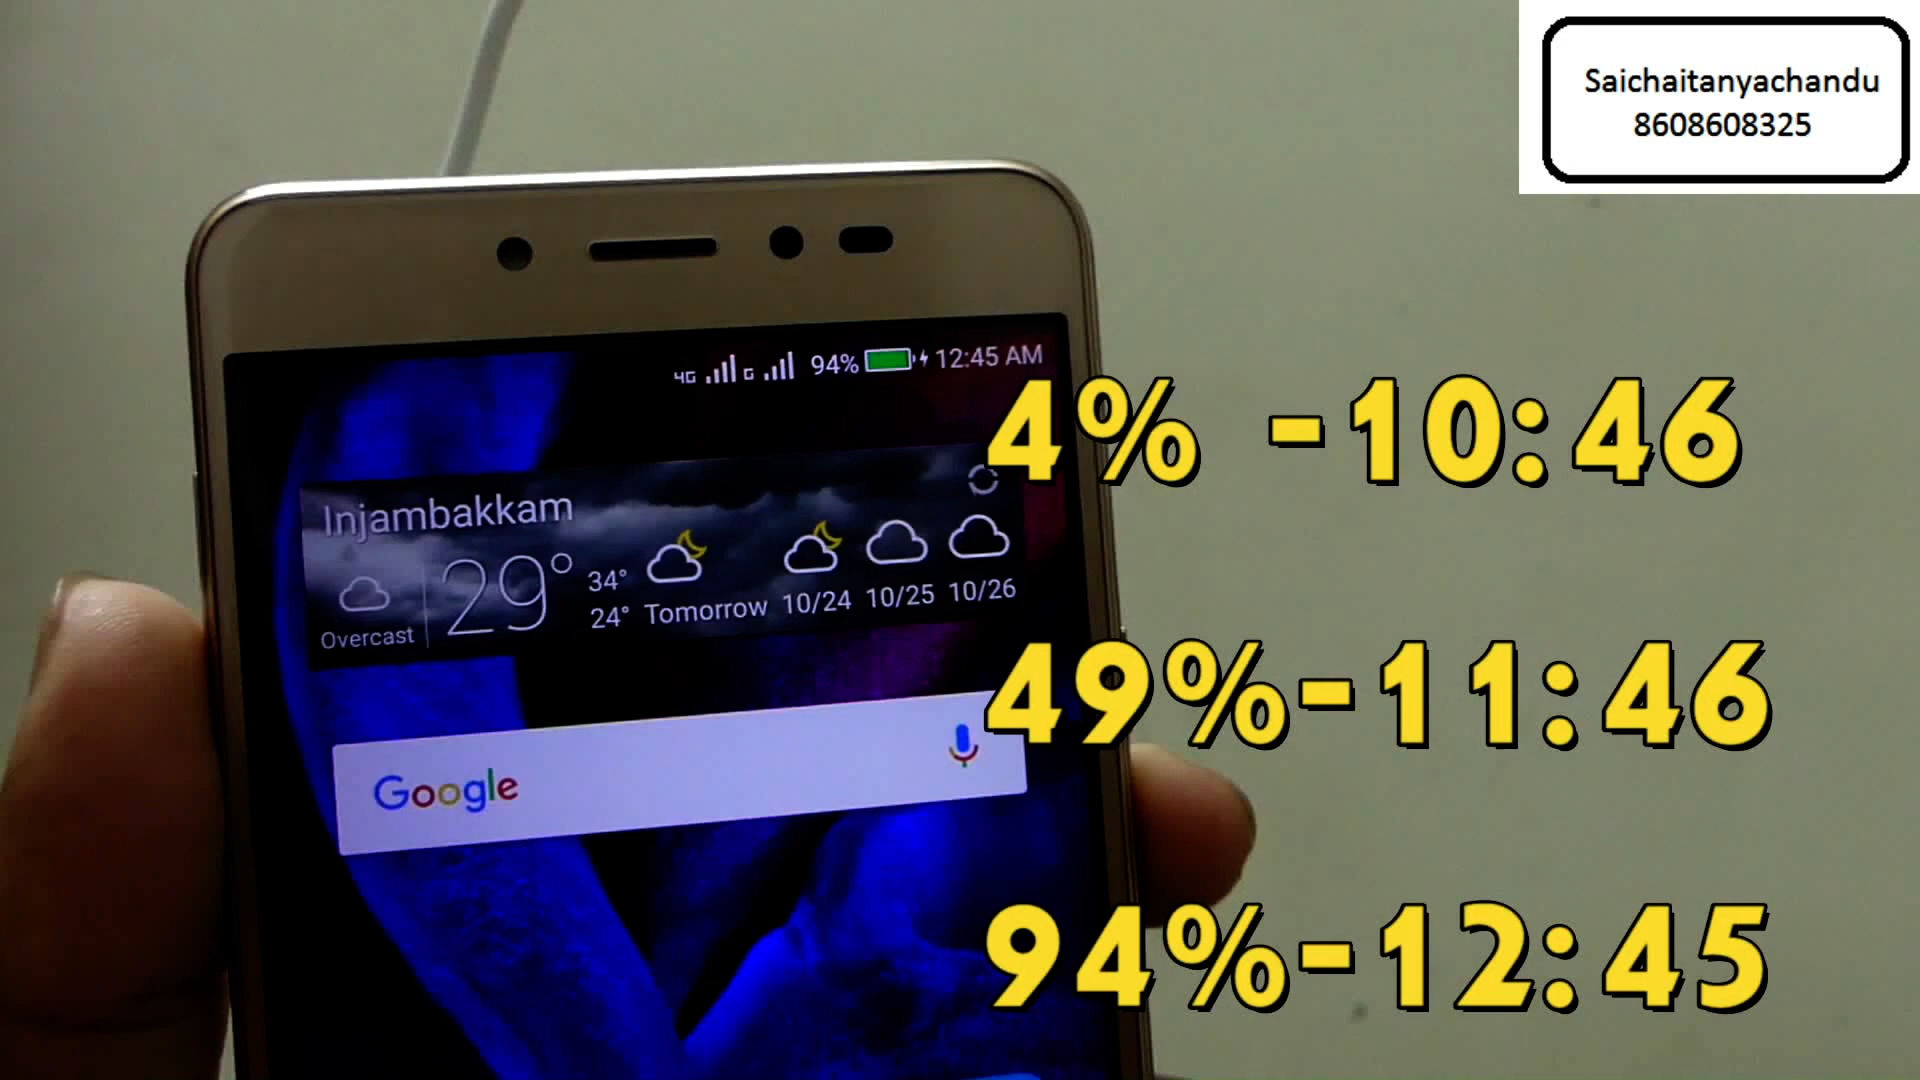 Saichaitanyachandu
8608608325
4G G 94% 12:45 AM
4% -10:46
Injambakkam
29° 34°
24° Tomorrow 10/24 10/25 10/26
Overcast
49%-11:46
Google
94%-12:45